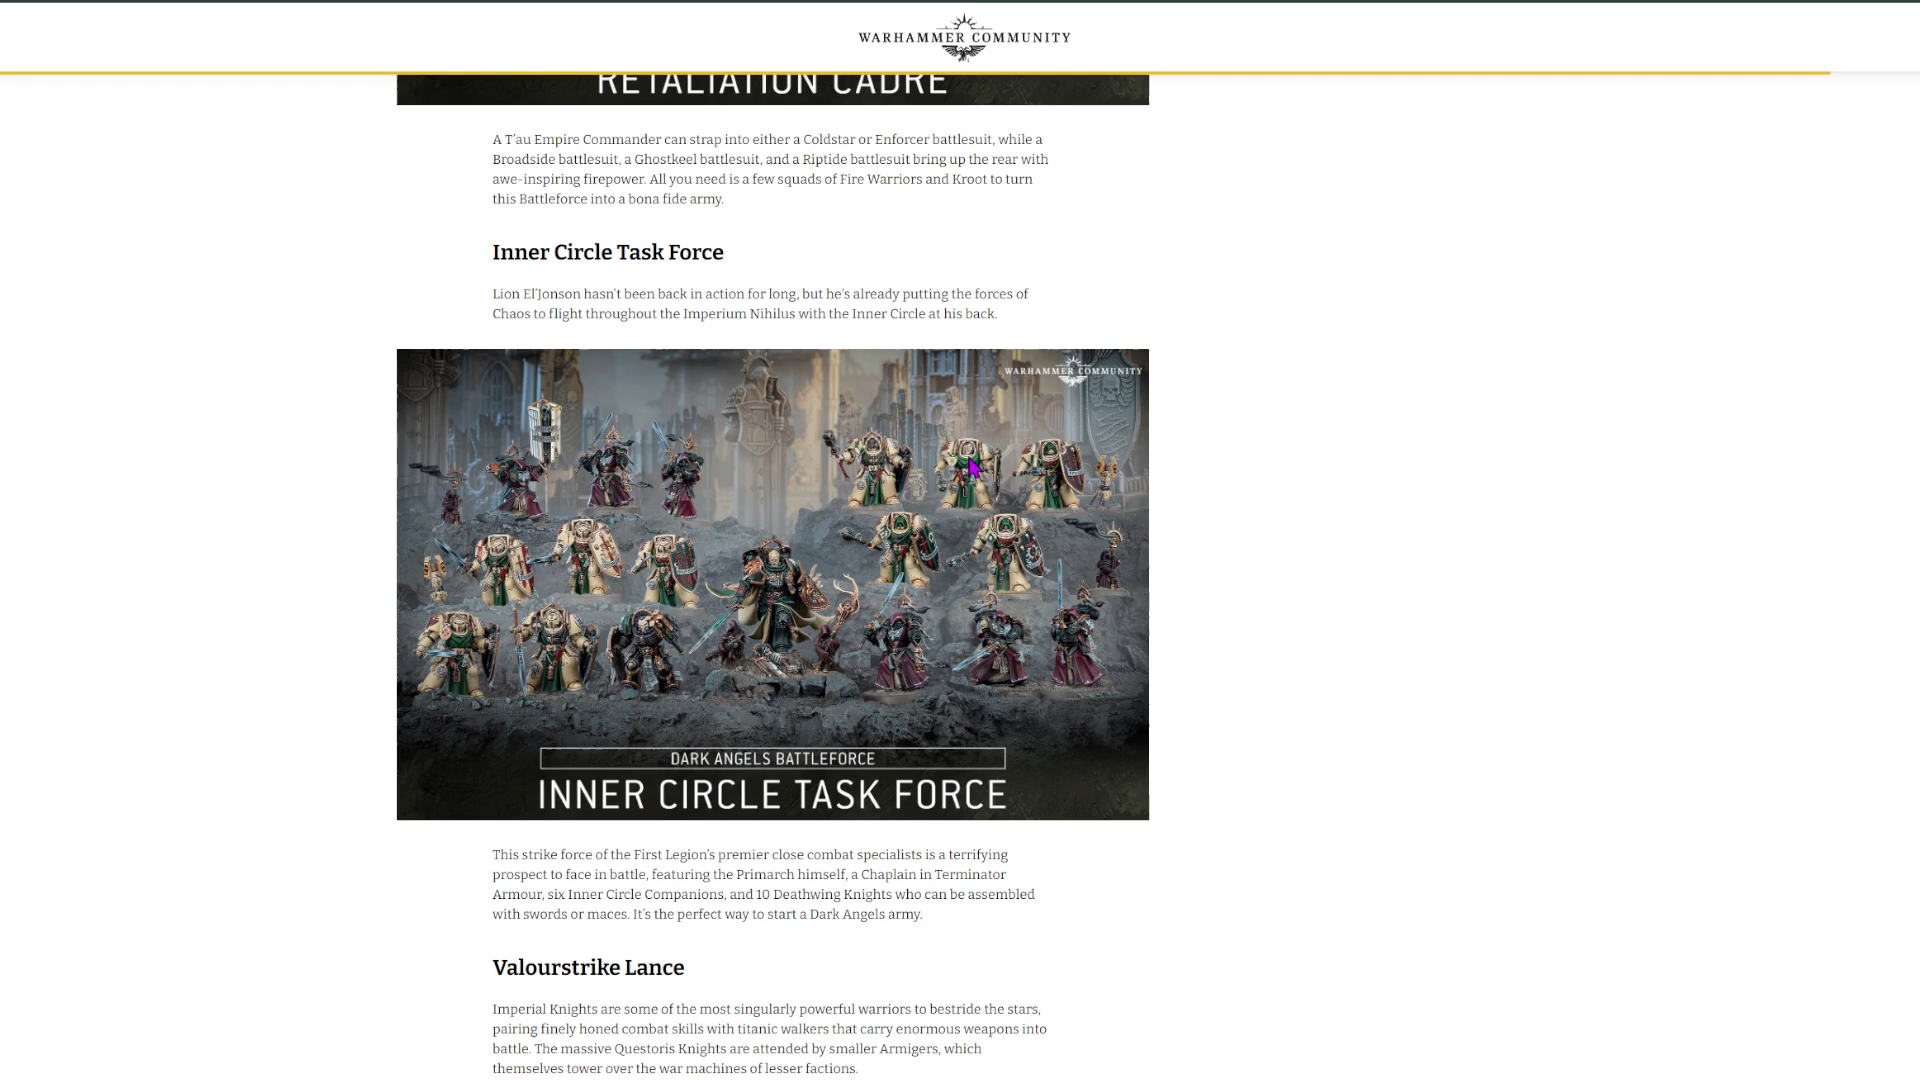 WARHAMMER COMMUNITY
RETALIATION CADRE
A T'au Empire Commander can strap into either a Coldstar or Enforcer battlesuit, while a
Broadside battlesuit, a Ghostkeel battlesuit, and a Riptide battlesuit bring up the rear with
awe-inspiring firepower. All you need is a few squads of Fire Warriors and Kroot to turn
this Battleforce into a bona fide army.
Inner Circle Task Force
Lion El'Jonson hasn't been back in action for long, but he's already putting the forces of
Chaos to flight throughout the Imperium Nihilus with the Inner Circle at his back.
WARHAMMER COMMUNITY
DARK ANGELS BATTLEFORCE
INNER CIRCLE TASK FORCE
This strike force of the First Legion's premier close combat specialists is a terrifying
prospect to face in battle, featuring the Primarch himself, a Chaplain in Terminator
Armour, six Inner Circle Companions, and 10 Deathwing Knights who can be assembled
with swords or maces. It's the perfect way to start a Dark Angels army.
Valourstrike Lance
Imperial Knights are some of the most singularly powerful warriors to bestride the stars,
pairing finely honed combat skills with titanic walkers that carry enormous weapons into
battle. The massive Questoris Knights are attended by smaller Armigers, which
themselves tower over the war machines of lesser factions.